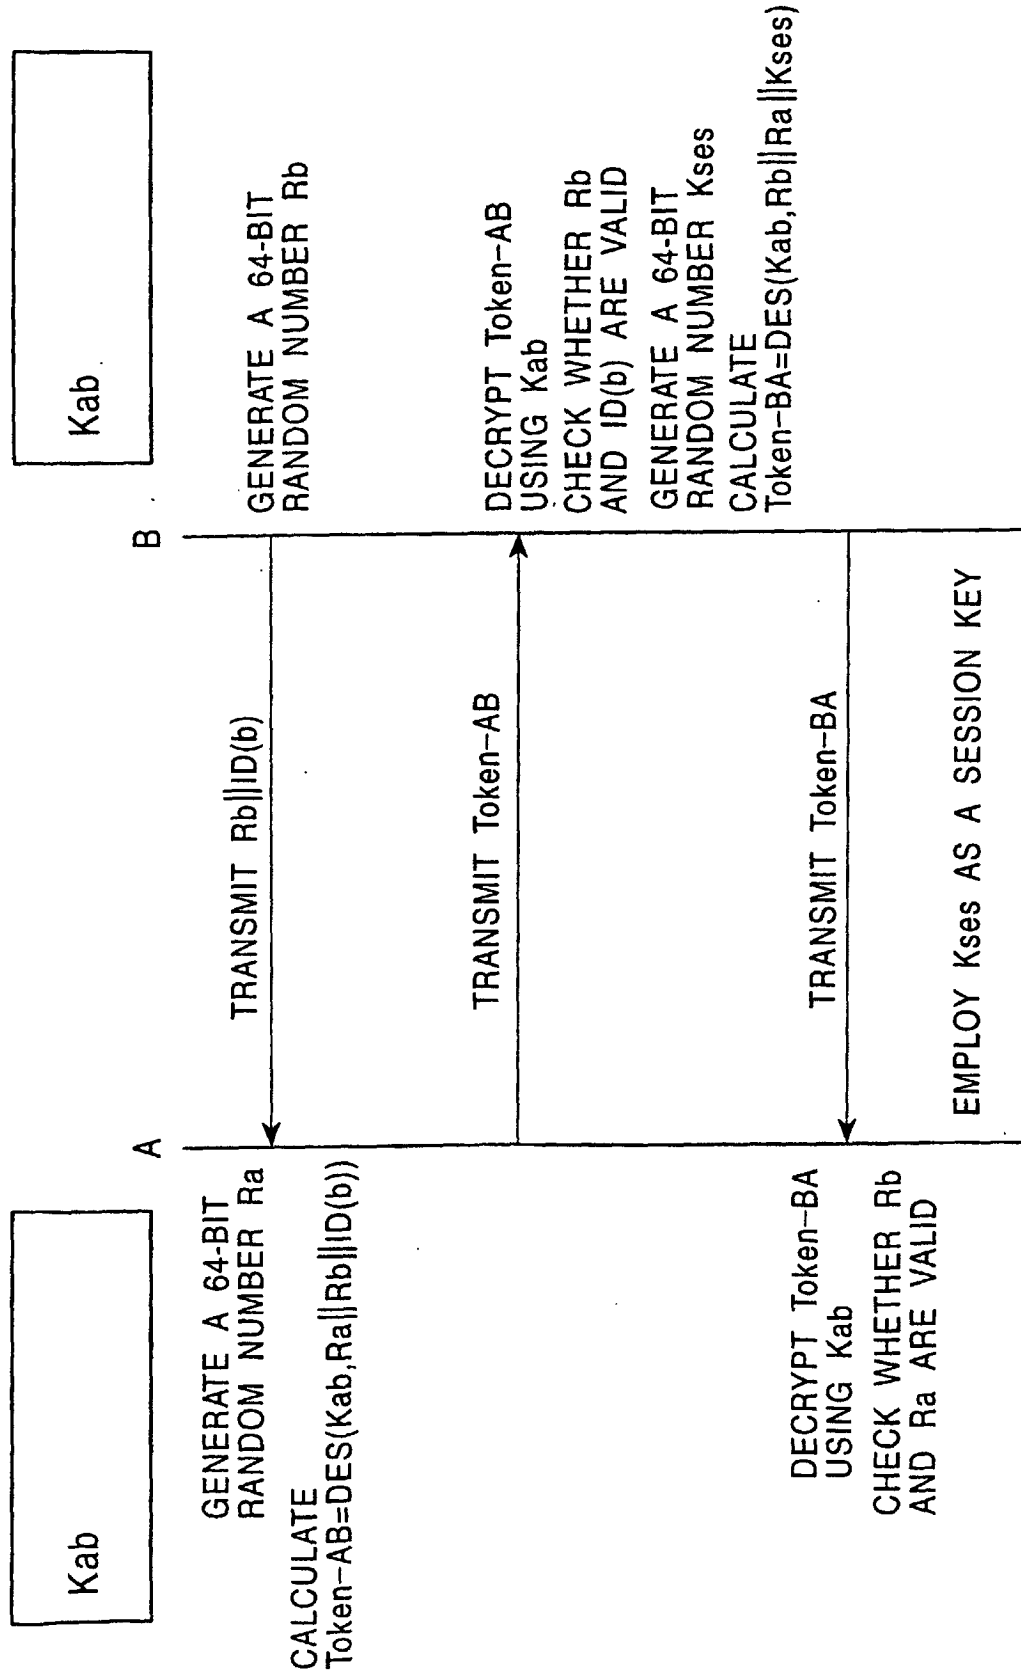 Kab
Kab
A
B
GENERATE A 64-BIT
RANDOM NUMBER Rb
TRANSMIT Rb||ID(b)
GENERATE A 64-BIT
RANDOM NUMBER Ra
CALCULATE
Token-AB=DES(Kab,Ra||Rb||ID(b))
TRANSMIT Token-AB
DECRYPT Token-AB
USING Kab
CHECK WHETHER Rb
AND ID(b) ARE VALID
GENERATE A 64-BIT
RANDOM NUMBER Kses
CALCULATE
Token-BA=DES(Kab,Rb||Ra||Kses)
TRANSMIT Token-BA
DECRYPT Token-BA
USING Kab
CHECK WHETHER Rb
AND Ra ARE VALID
EMPLOY Kses AS A SESSION KEY